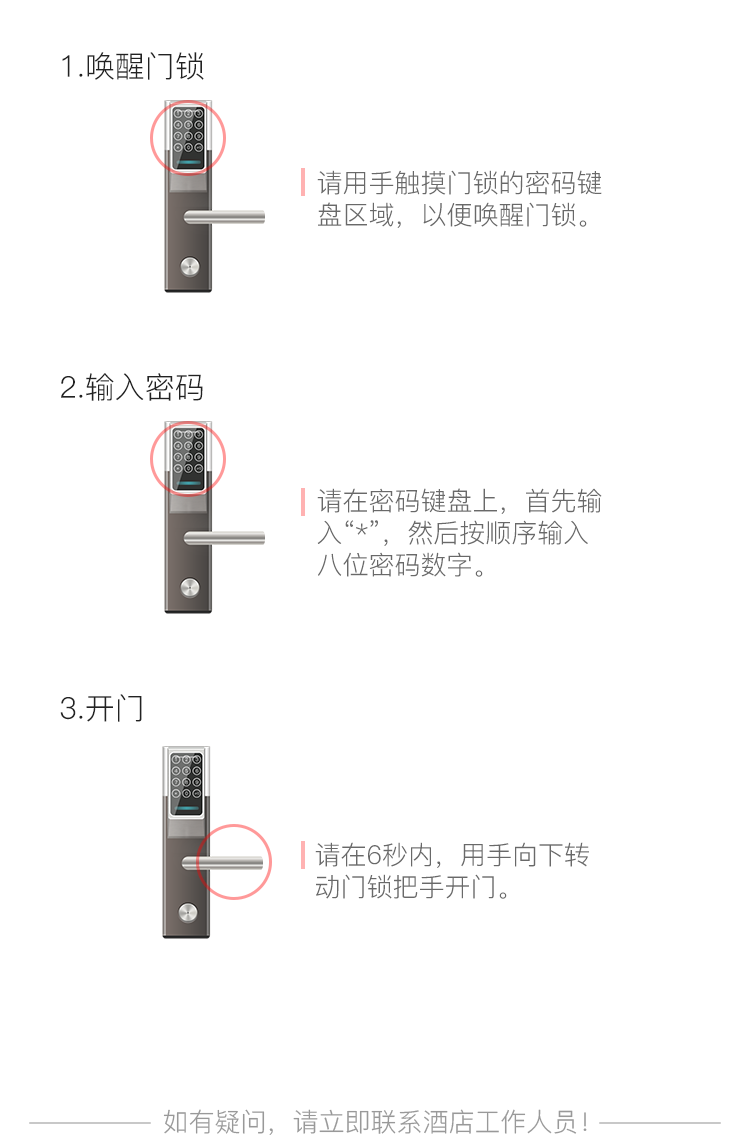 1.唤醒门锁
请用手触摸门锁的密码键
盘区域，以便唤醒门锁。
2.输入密码
请在密码键盘上，首先输
入“*”，然后按顺序输入
八位密码数字。
3.开门
请在6秒内，用手向下转
动门锁把手开门。
如有疑问，请立即联系酒店工作人员！